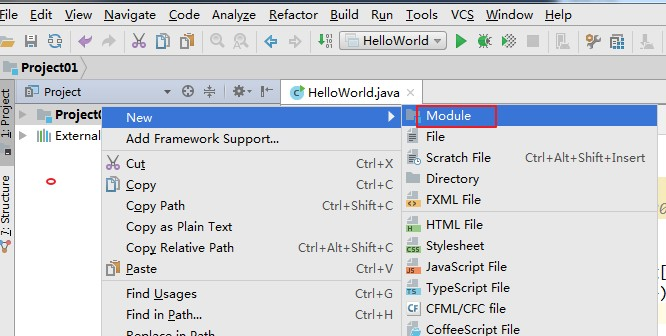 File Edit View Navigate Code Analyze Refactor Build Run Tools VCS Window Help
HelloWorld
Project01
1: Project
Project
HelloWorld.java
External
7: Structure
New
Add Framework Support...
Cut Ctrl+X
Copy Ctrl+C
Copy Path Ctrl+Shift+C
Copy as Plain Text
Copy Relative Path Ctrl+Alt+Shift+C
Paste Ctrl+V
Find Usages Ctrl+G
Find in Path... Ctrl+H
Replace in Path
Module
File
Scratch File Ctrl+Alt+Shift+Insert
Directory
FXML File
HTML File
Stylesheet
JavaScript File
TypeScript File
CFML/CFC file
CoffeeScript File